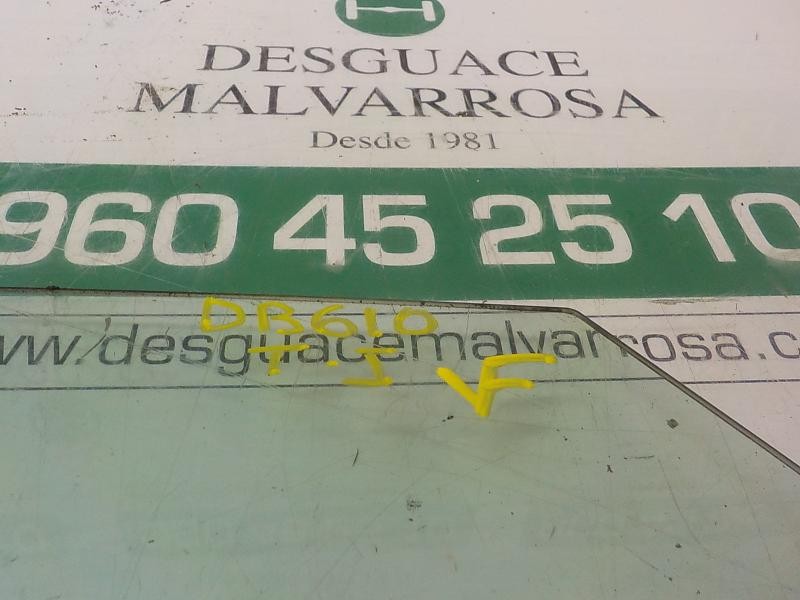 DESGUACE
MALVARROSA
Desde 1981
960 45 25 10
www.desguacemalvarrosa.c
DB610
T-I